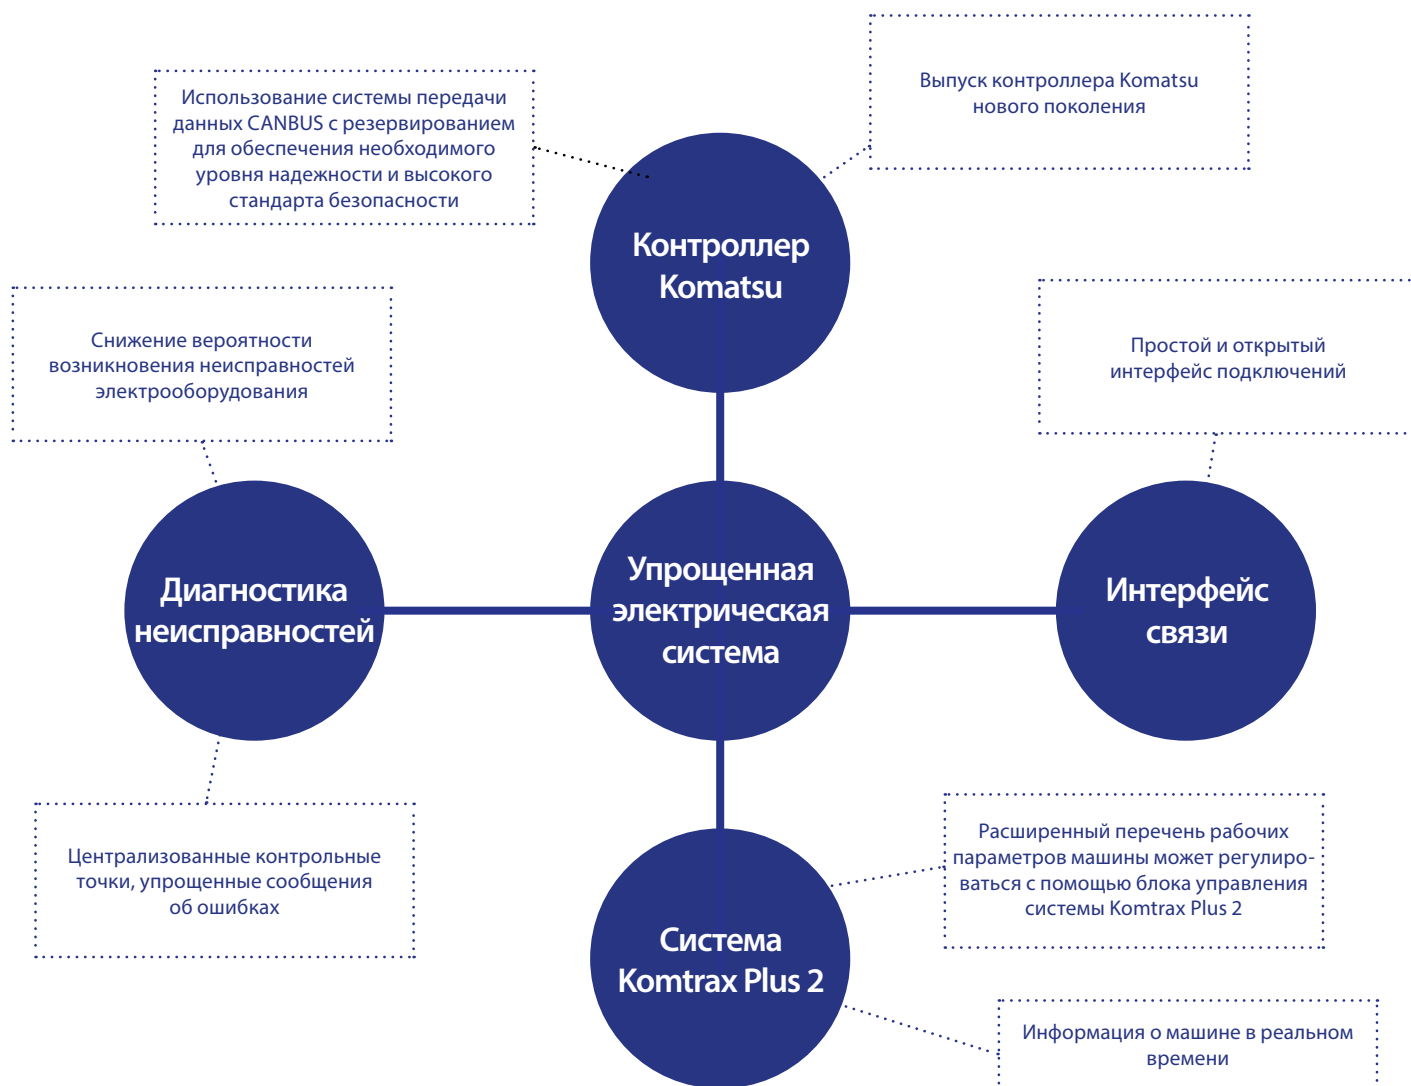 Выпуск контроллера Komatsu
нового поколения
Использование системы передачи
данных CANBUS с резервированием
для обеспечения необходимого
уровня надежности и высокого
стандарта безопасности
Контроллер
Komatsu
Снижение вероятности
возникновения неисправностей
электрооборудования
Простой и открытый
интерфейс подключений
Диагностика
неисправностей
Упрощенная
электрическая
система
Интерфейс
связи
Централизованные контрольные
точки, упрощенные сообщения
об ошибках
Расширенный перечень рабочих
параметров машины может регулиро-
ваться с помощью блока управления
системы Komtrax Plus 2
Система
Komtrax Plus 2
Информация о машине в реальном
времени